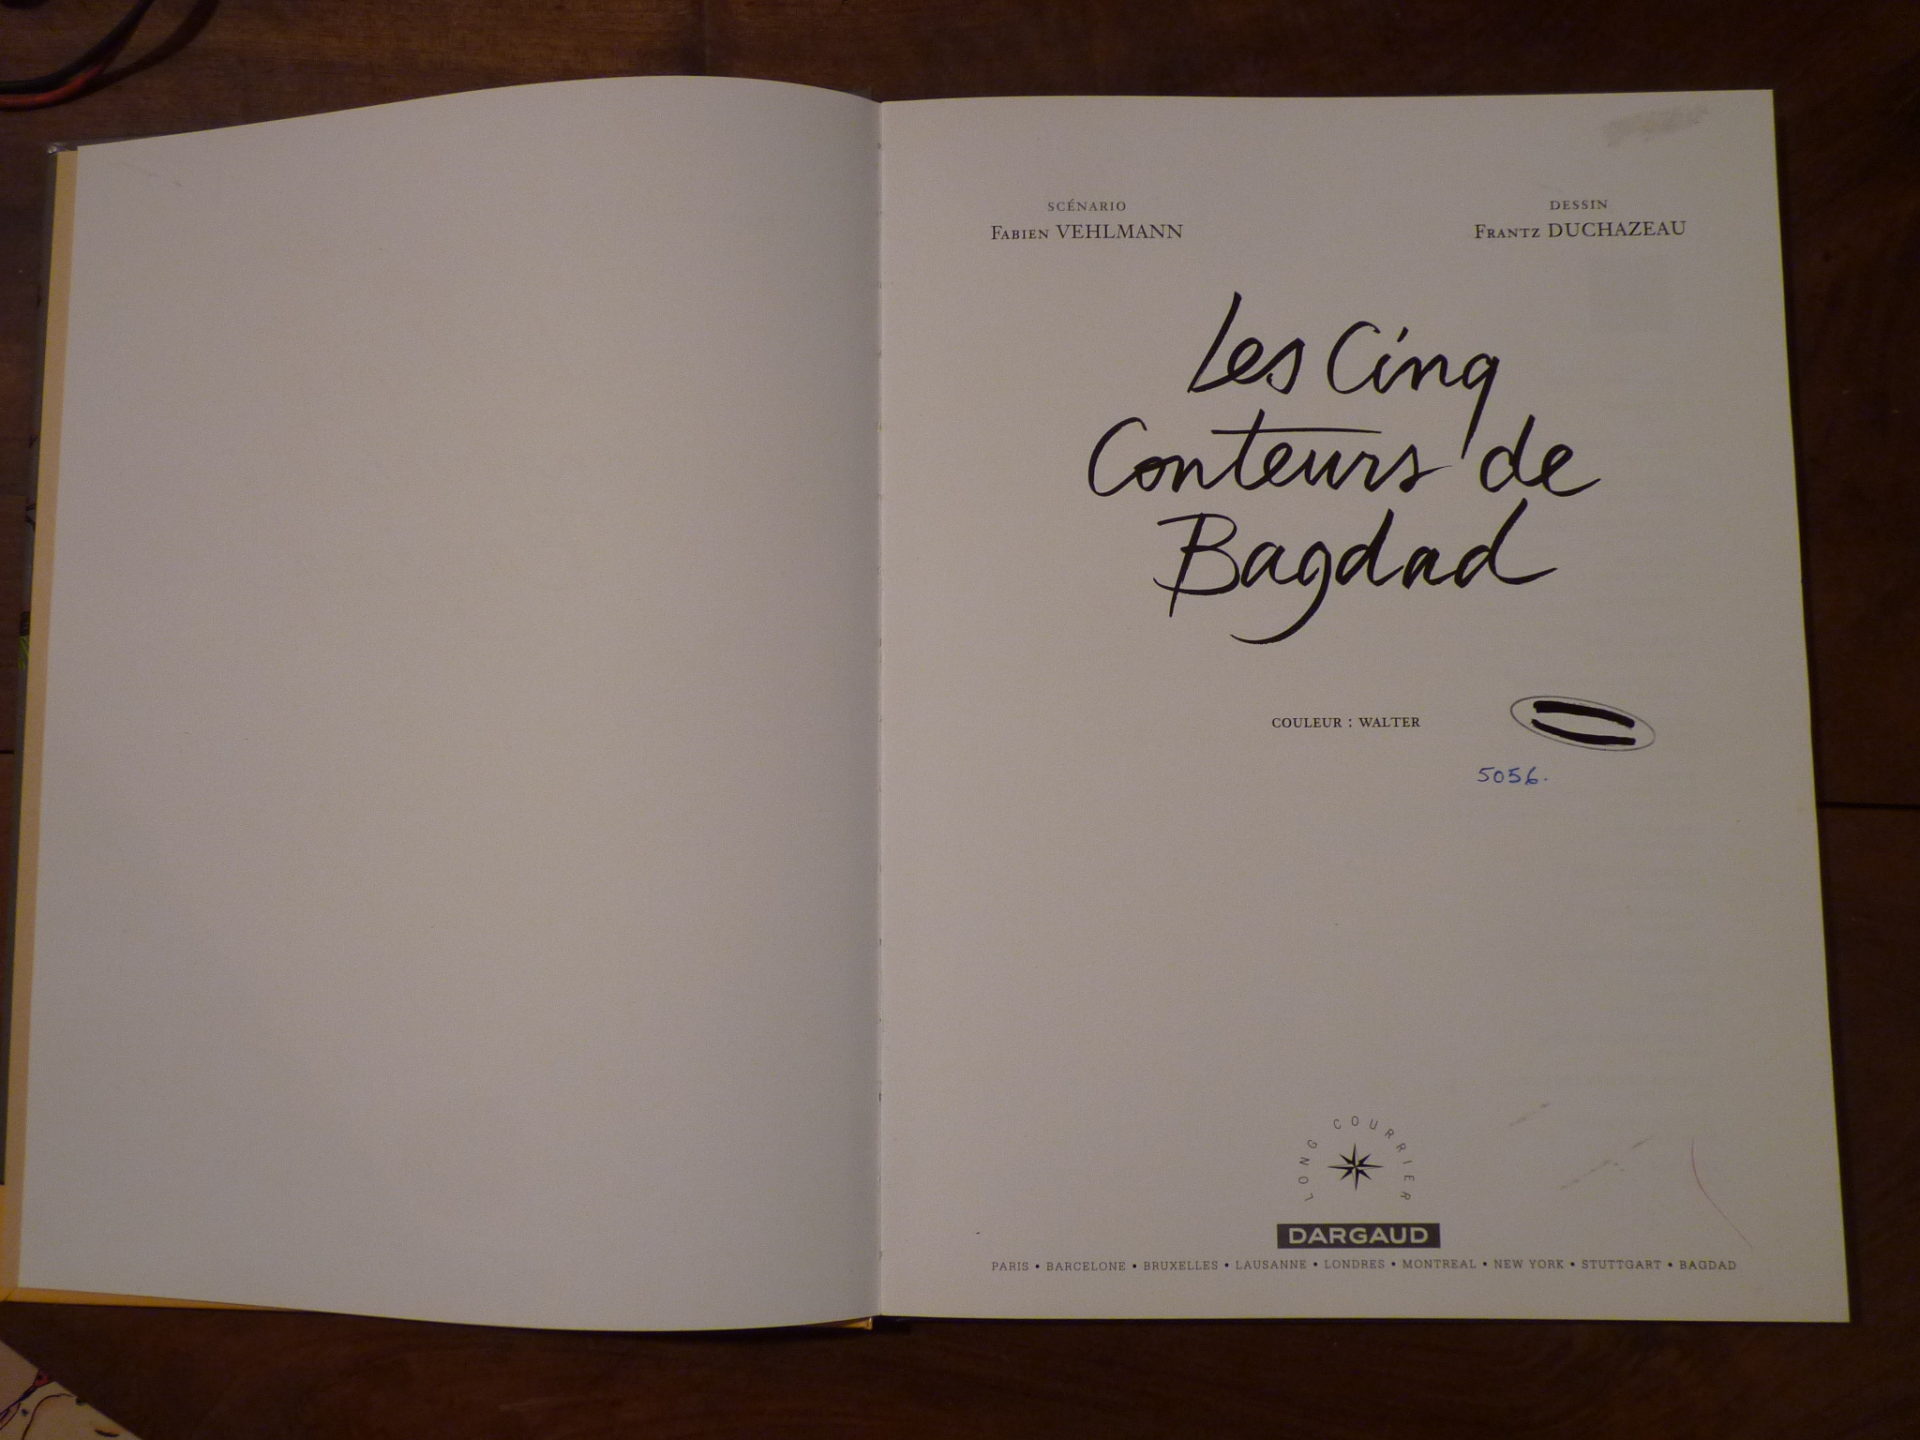 SCÉNARIO
Fabien VEHLMANN
DESSIN
Frantz DUCHAZEAU
Les Cinq
Conteurs de
Bagdad
COULEUR : WALTER
5056.
LONG COURRIER
DARGAUD
PARIS • BARCELONE • BRUXELLES • LAUSANNE • LONDRES • MONTREAL • NEW YORK • STUTTGART • BAGDAD